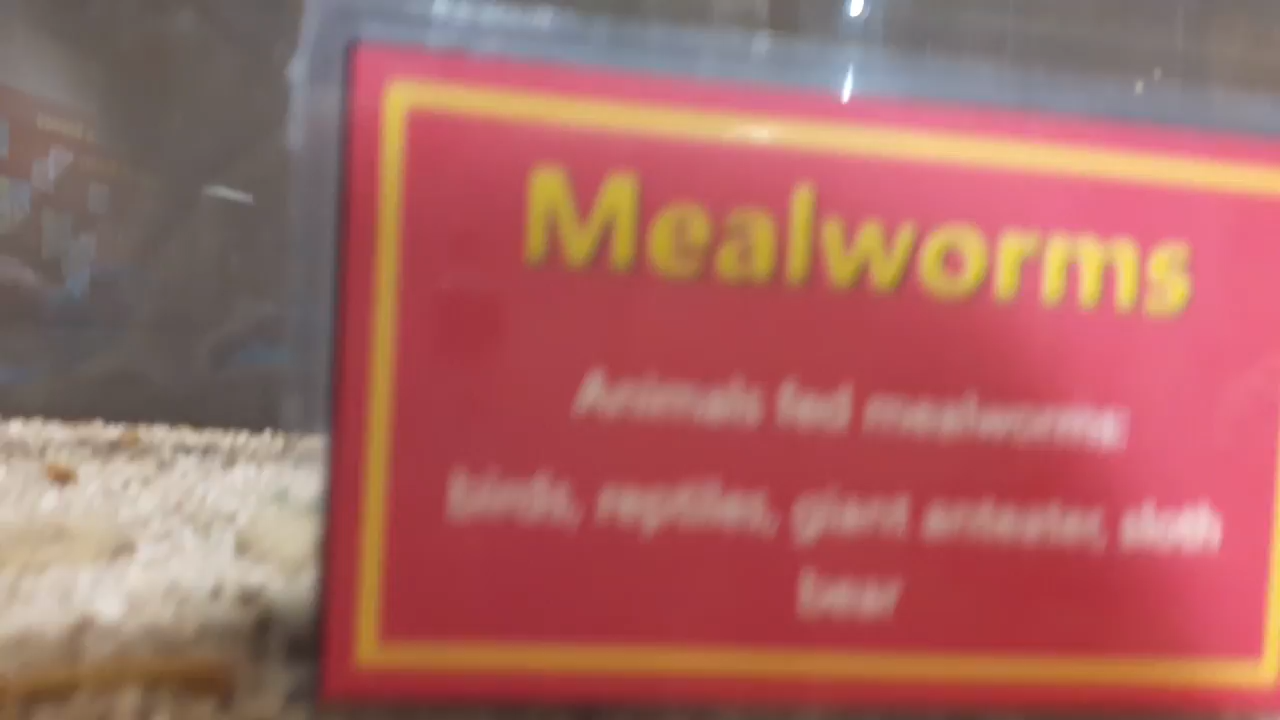 Mealworms
Animals fed mealworms:
birds, reptiles, giant anteater, sloth
bear